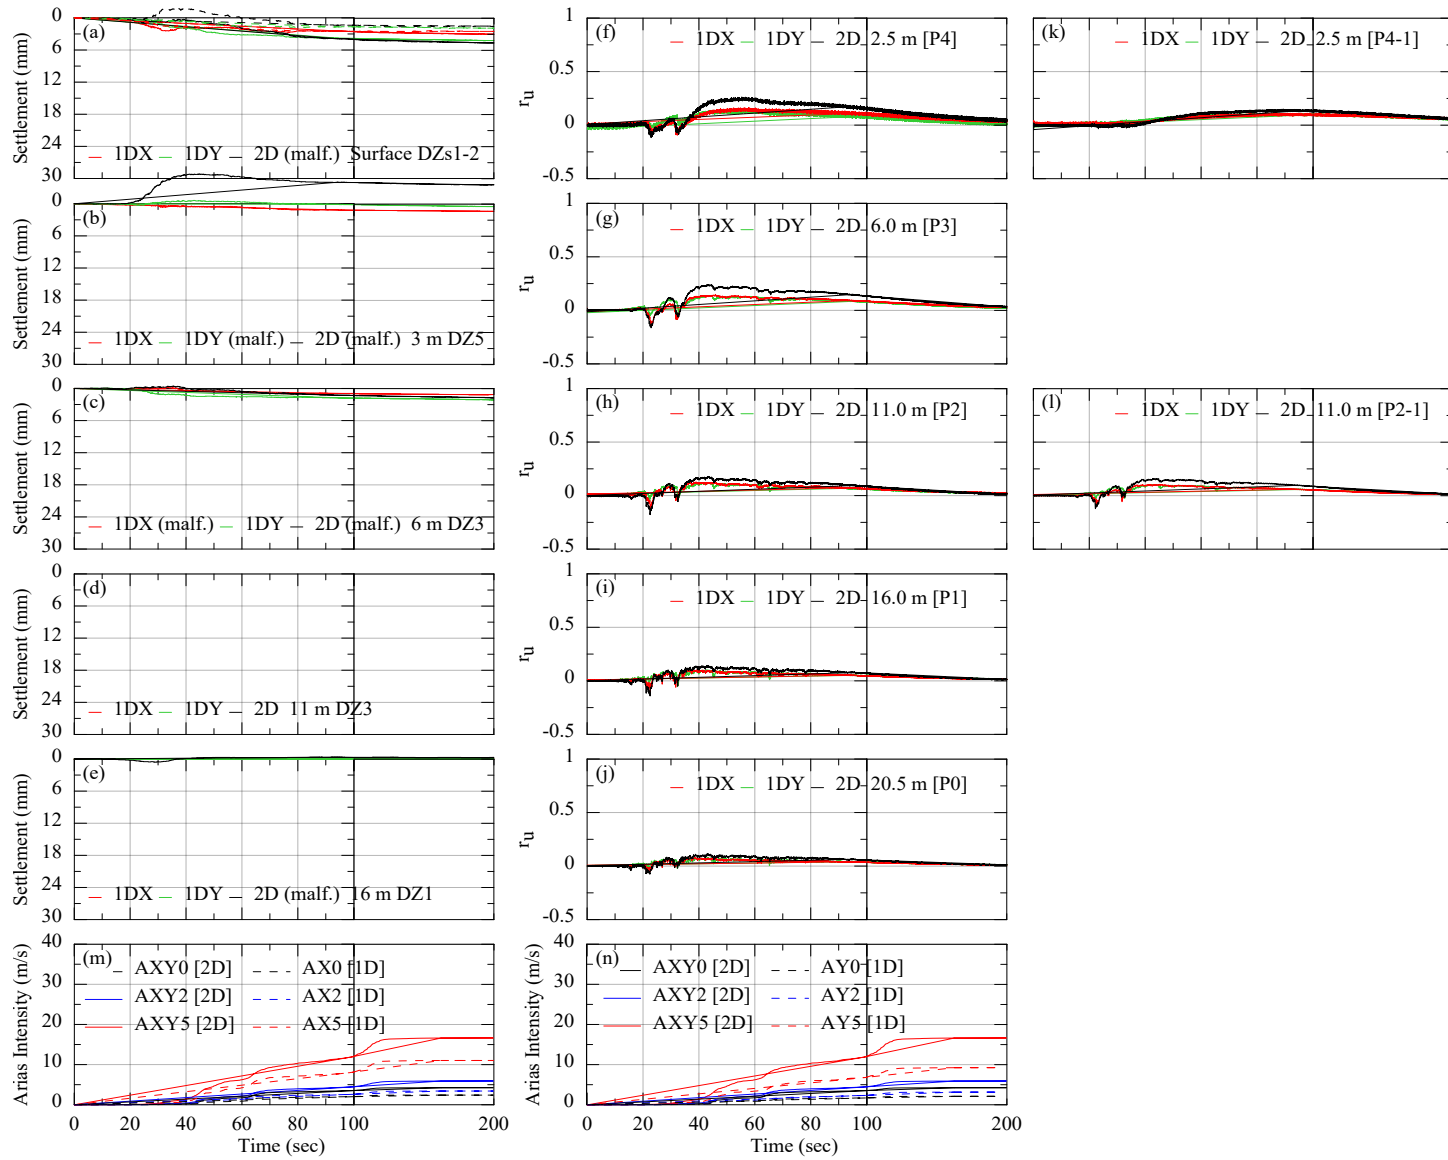 (a)
Settlement (mm)
0
6
12
18
24
30
1DX 1DY 2D (malf.) Surface DZs1-2
(f)
r_u
1
0.5
0
-0.5
1DX 1DY 2D 2.5 m [P4]
(k)
1DX 1DY 2D 2.5 m [P4-1]
(b)
Settlement (mm)
0
6
12
18
24
30
1DX 1DY (malf.) 2D (malf.) 3 m DZ5
(g)
r_u
1
0.5
0
-0.5
1DX 1DY 2D 6.0 m [P3]
(c)
Settlement (mm)
0
6
12
18
24
30
1DX (malf.) 1DY 2D (malf.) 6 m DZ3
(h)
r_u
1
0.5
0
-0.5
1DX 1DY 2D 11.0 m [P2]
(l)
1DX 1DY 2D 11.0 m [P2-1]
(d)
Settlement (mm)
0
6
12
18
24
30
1DX 1DY 2D 11 m DZ3
(i)
r_u
1
0.5
0
-0.5
1DX 1DY 2D 16.0 m [P1]
(e)
Settlement (mm)
0
6
12
18
24
30
1DX 1DY 2D (malf.) 16 m DZ1
(j)
r_u
1
0.5
0
-0.5
1DX 1DY 2D 20.5 m [P0]
(m)
Arias Intensity (m/s)
40
30
20
10
0
AXY0 [2D] AX0 [1D]
AXY2 [2D] AX2 [1D]
AXY5 [2D] AX5 [1D]
0 20 40 60 80 100 200
Time (sec)
(n)
Arias Intensity (m/s)
40
30
20
10
0
AXY0 [2D] AY0 [1D]
AXY2 [2D] AY2 [1D]
AXY5 [2D] AY5 [1D]
0 20 40 60 80 100 200
Time (sec)